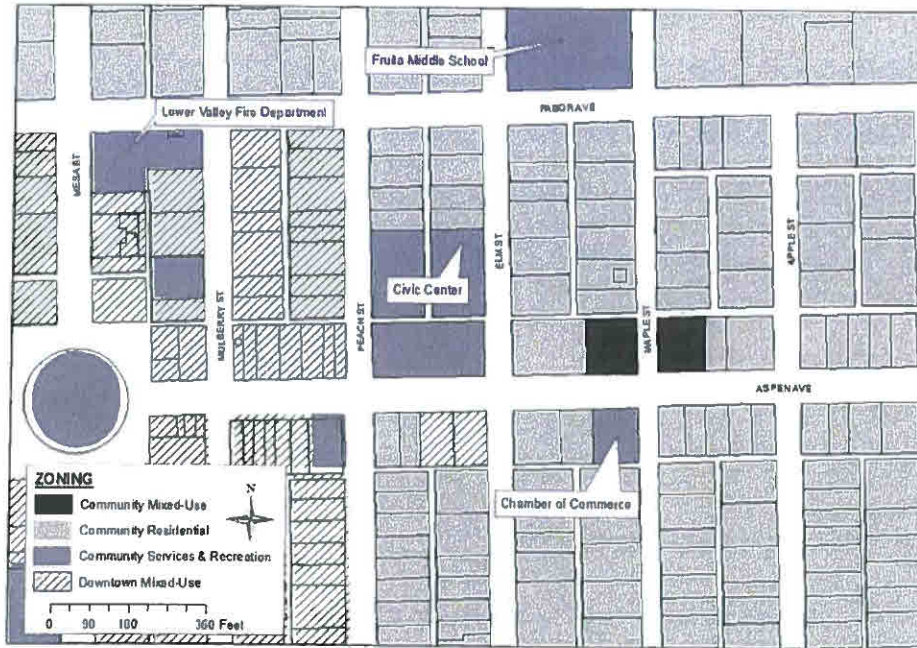 Fruita Middle School
Lower Valley Fire Department
PABOR AVE
MESA ST
ELM ST
APPLE ST
Civic Center
MULBERRY ST
PEACH ST
MAPLE ST
ASPEN AVE
ZONING
N
Community Mixed-Use
Community Residential
Community Services & Recreation
Downtown Mixed-Use
0 90 180 360 Feet
Chamber of Commerce